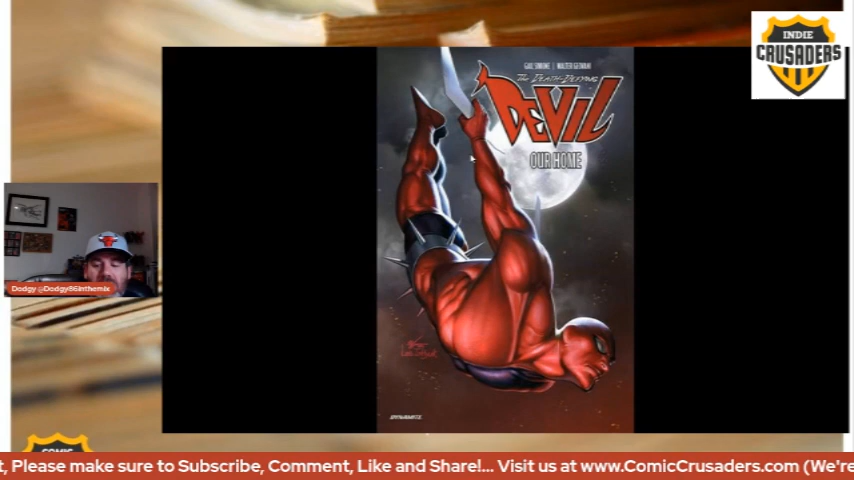 INDIE
CRUSADERS
GAIL SIMONE | WALTER GEOVANI
The DEATH-DEFYING
DEVIL
OUR HOME
Dodgy @Dodgy86inthemix
DYNAMITE
COMIC
t, Please make sure to Subscribe, Comment, Like and Share!... Visit us at www.ComicCrusaders.com (We're